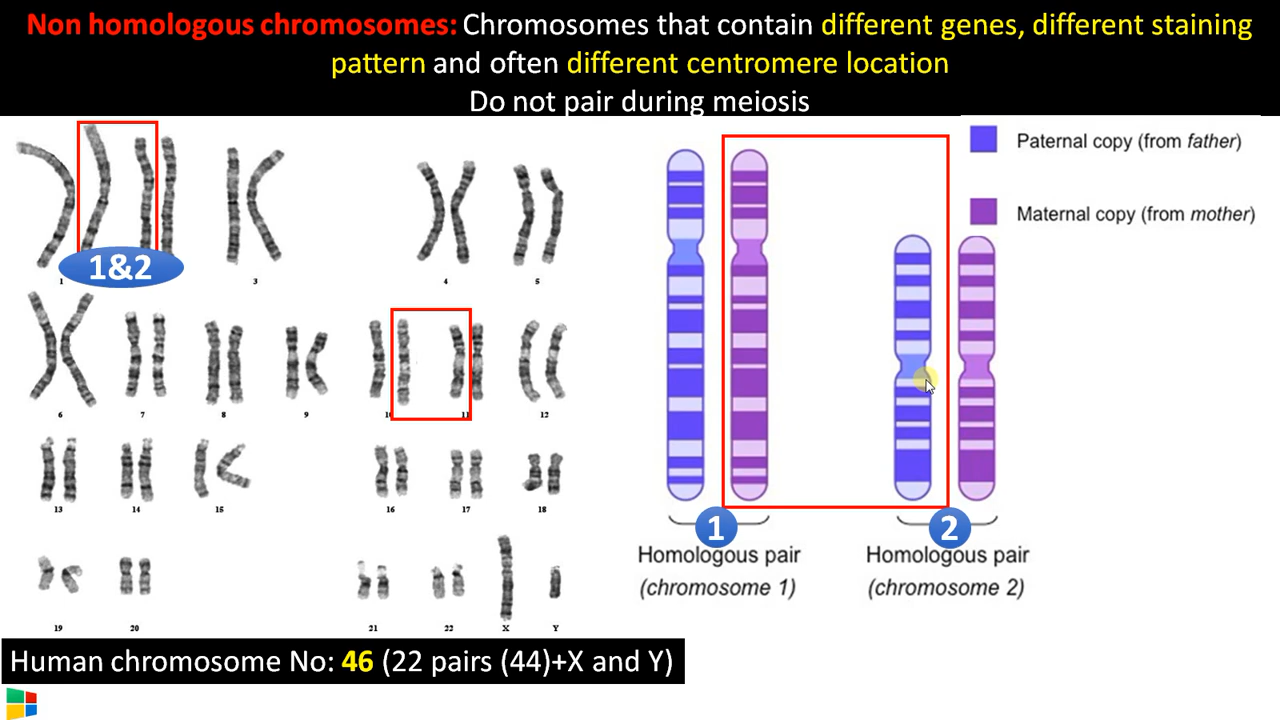 Non homologous chromosomes: Chromosomes that contain different genes, different staining
pattern and often different centromere location
Do not pair during meiosis
Paternal copy (from father)
Maternal copy (from mother)
1&2
1
3
4
5
6
7
8
9
10
11
12
13
14
15
16
17
18
19
20
21
22
X
Y
1
2
Homologous pair
(chromosome 1)
Homologous pair
(chromosome 2)
Human chromosome No: 46 (22 pairs (44)+X and Y)